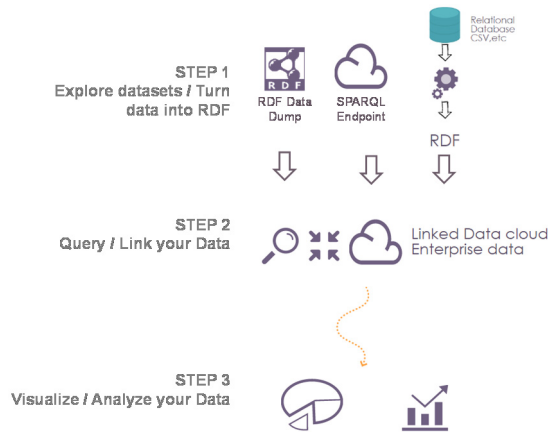 Relational
Database
CSV,etc
STEP 1
Explore datasets / Turn
data into RDF
RDF
RDF Data
Dump
SPARQL
Endpoint
RDF
STEP 2
Query / Link your Data
Linked Data cloud
Enterprise data
STEP 3
Visualize / Analyze your Data